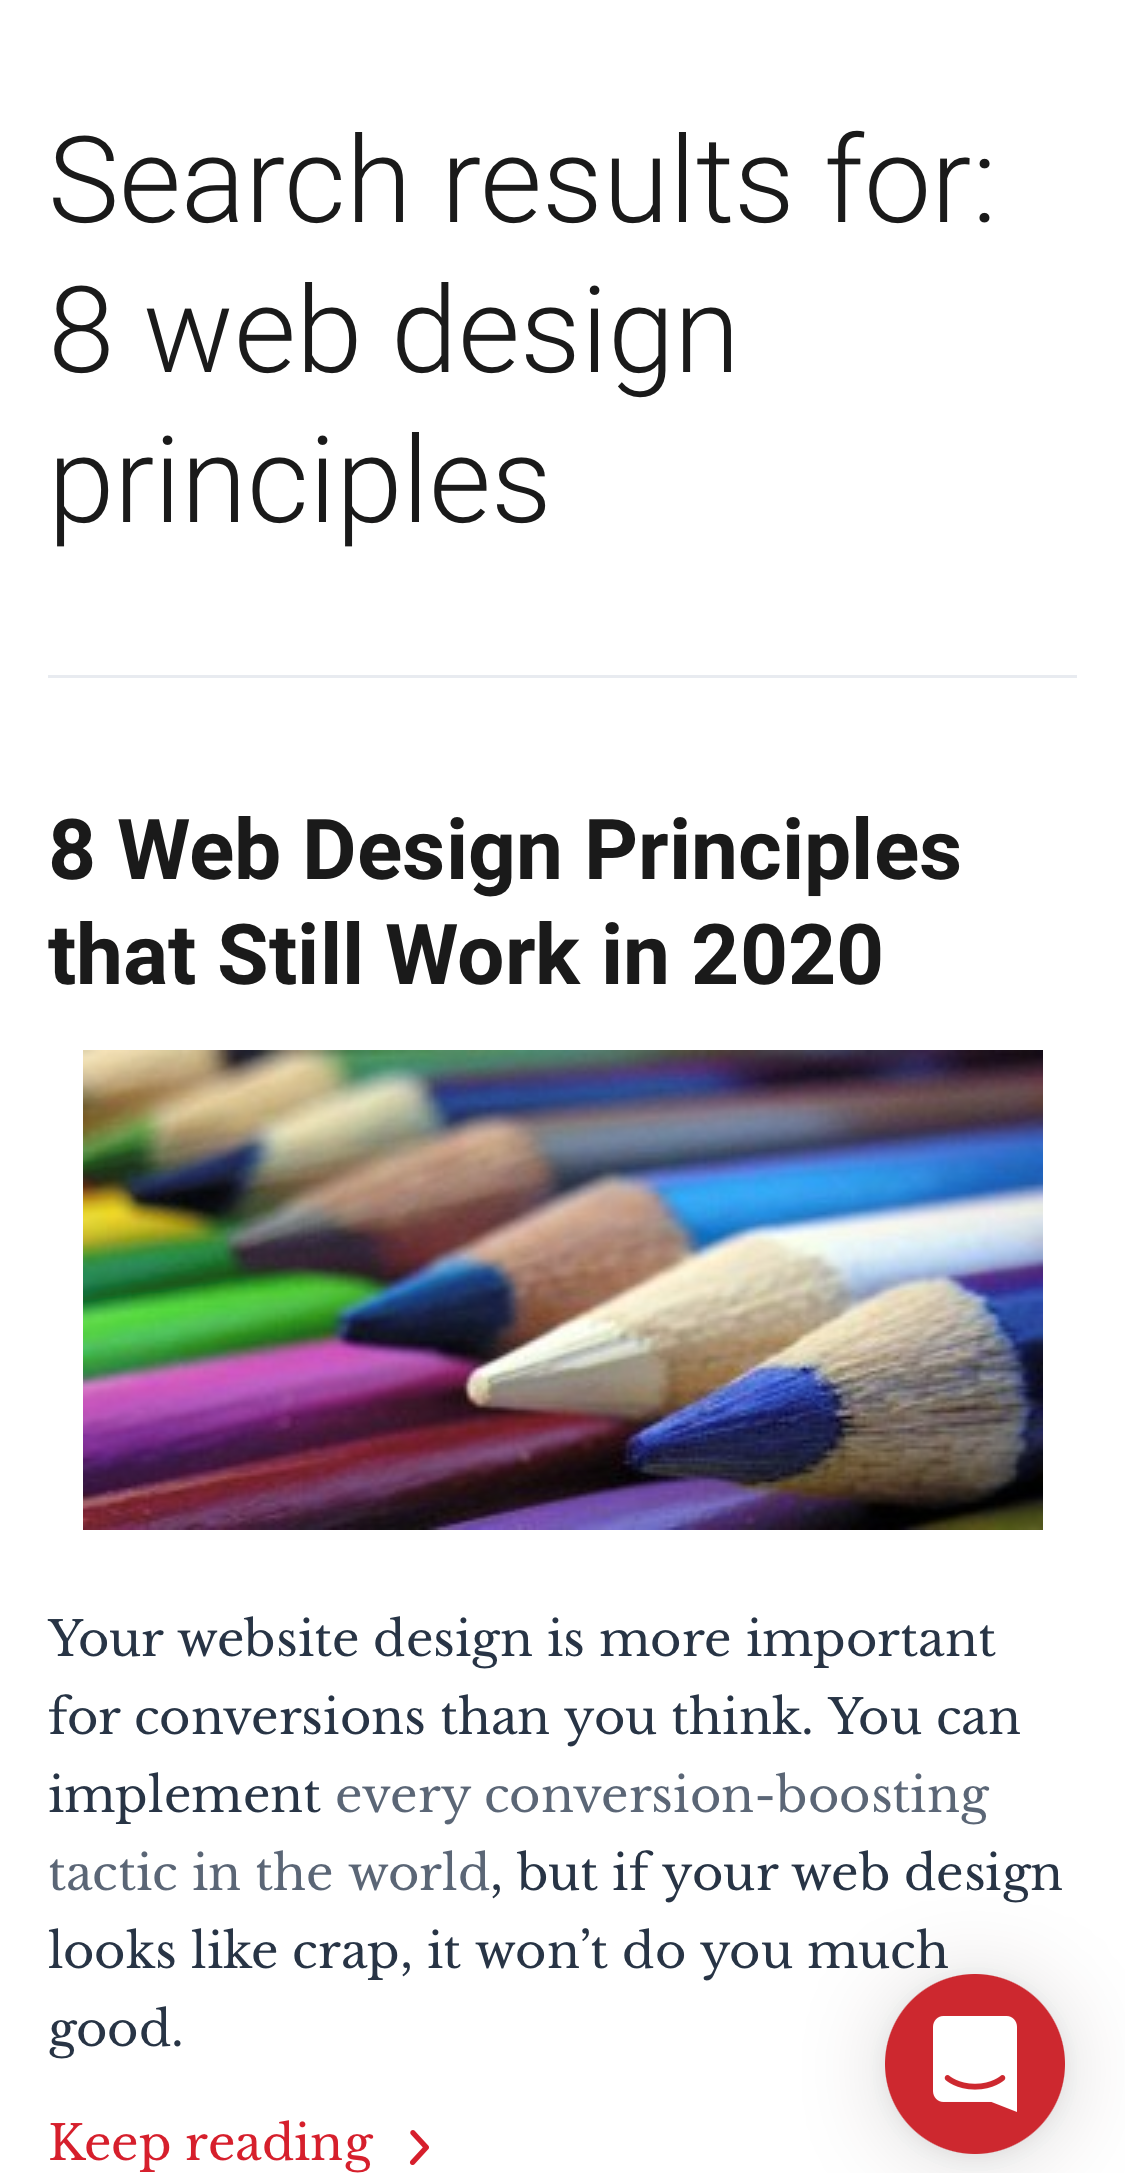 Search results for:
8 web design
principles
8 Web Design Principles
that Still Work in 2020
Your website design is more important
for conversions than you think. You can
implement every conversion-boosting
tactic in the world, but if your web design
looks like crap, it won’t do you much
good.
Keep reading